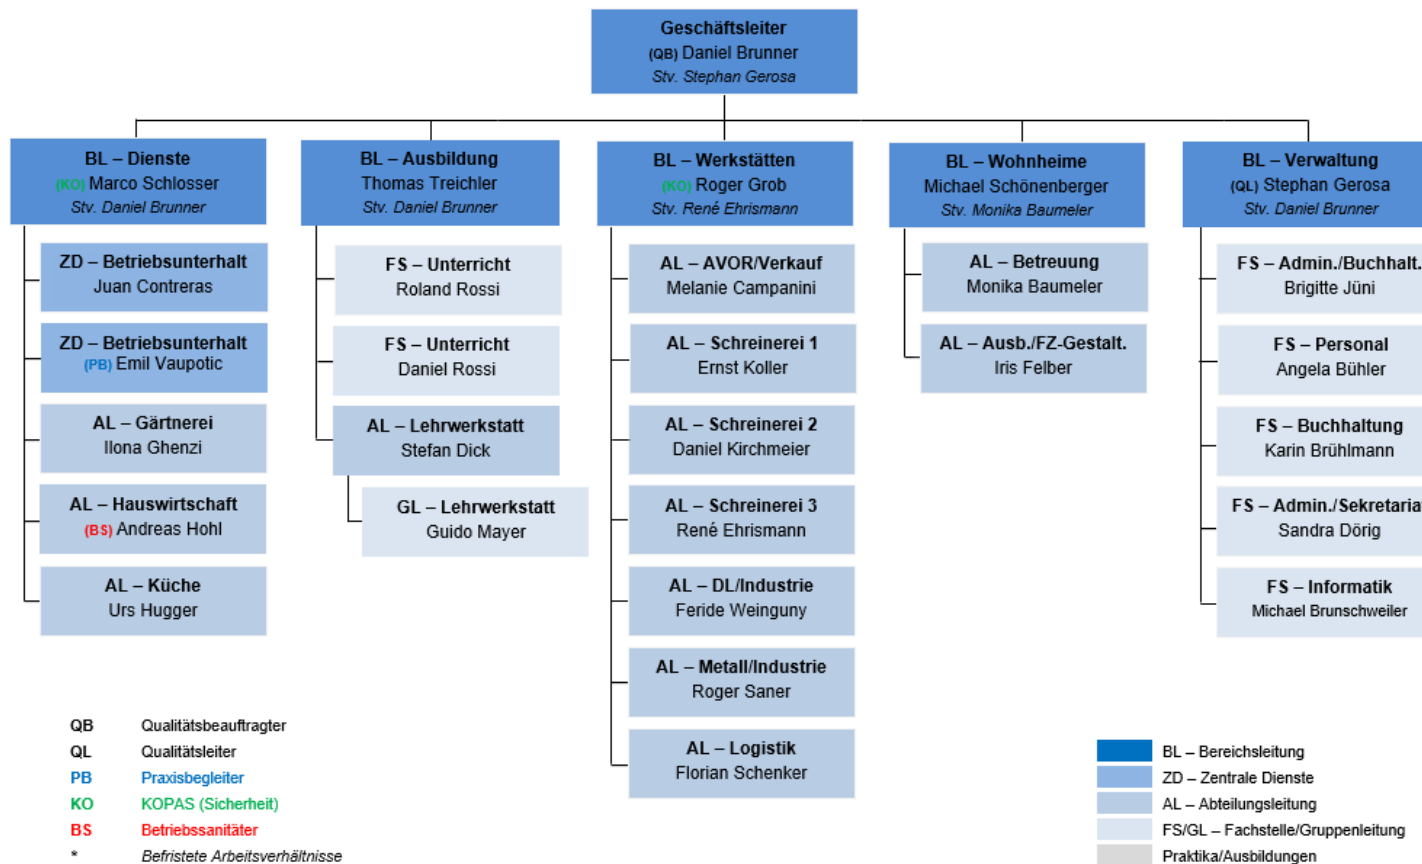 Geschäftsleiter
(QB) Daniel Brunner
Stv. Stephan Gerosa
BL – Dienste
(KO) Marco Schlosser
Stv. Daniel Brunner
ZD – Betriebsunterhalt
Juan Contreras
ZD – Betriebsunterhalt
(PB) Emil Vaupotic
AL – Gärtnerei
Ilona Ghenzi
AL – Hauswirtschaft
(BS) Andreas Hohl
AL – Küche
Urs Hugger
BL – Ausbildung
Thomas Treichler
Stv. Daniel Brunner
FS – Unterricht
Roland Rossi
FS – Unterricht
Daniel Rossi
AL – Lehrwerkstatt
Stefan Dick
GL – Lehrwerkstatt
Guido Mayer
BL – Werkstätten
(KO) Roger Grob
Stv. René Ehrismann
AL – AVOR/Verkauf
Melanie Campanini
AL – Schreinerei 1
Ernst Koller
AL – Schreinerei 2
Daniel Kirchmeier
AL – Schreinerei 3
René Ehrismann
AL – DL/Industrie
Feride Weinguny
AL – Metall/Industrie
Roger Saner
AL – Logistik
Florian Schenker
BL – Wohnheime
Michael Schönenberger
Stv. Monika Baumeler
AL – Betreuung
Monika Baumeler
AL – Ausb./FZ-Gestalt.
Iris Felber
BL – Verwaltung
(QL) Stephan Gerosa
Stv. Daniel Brunner
FS – Admin./Buchhalt.
Brigitte Jüni
FS – Personal
Angela Bühler
FS – Buchhaltung
Karin Brühlmann
FS – Admin./Sekretariat
Sandra Dörig
FS – Informatik
Michael Brunschweiler
QB Qualitätsbeauftragter
QL Qualitätsleiter
PB Praxisbegleiter
KO KOPAS (Sicherheit)
BS Betriebssanitäter
* Befristete Arbeitsverhältnisse
BL – Bereichsleitung
ZD – Zentrale Dienste
AL – Abteilungsleitung
FS/GL – Fachstelle/Gruppenleitung
Praktika/Ausbildungen